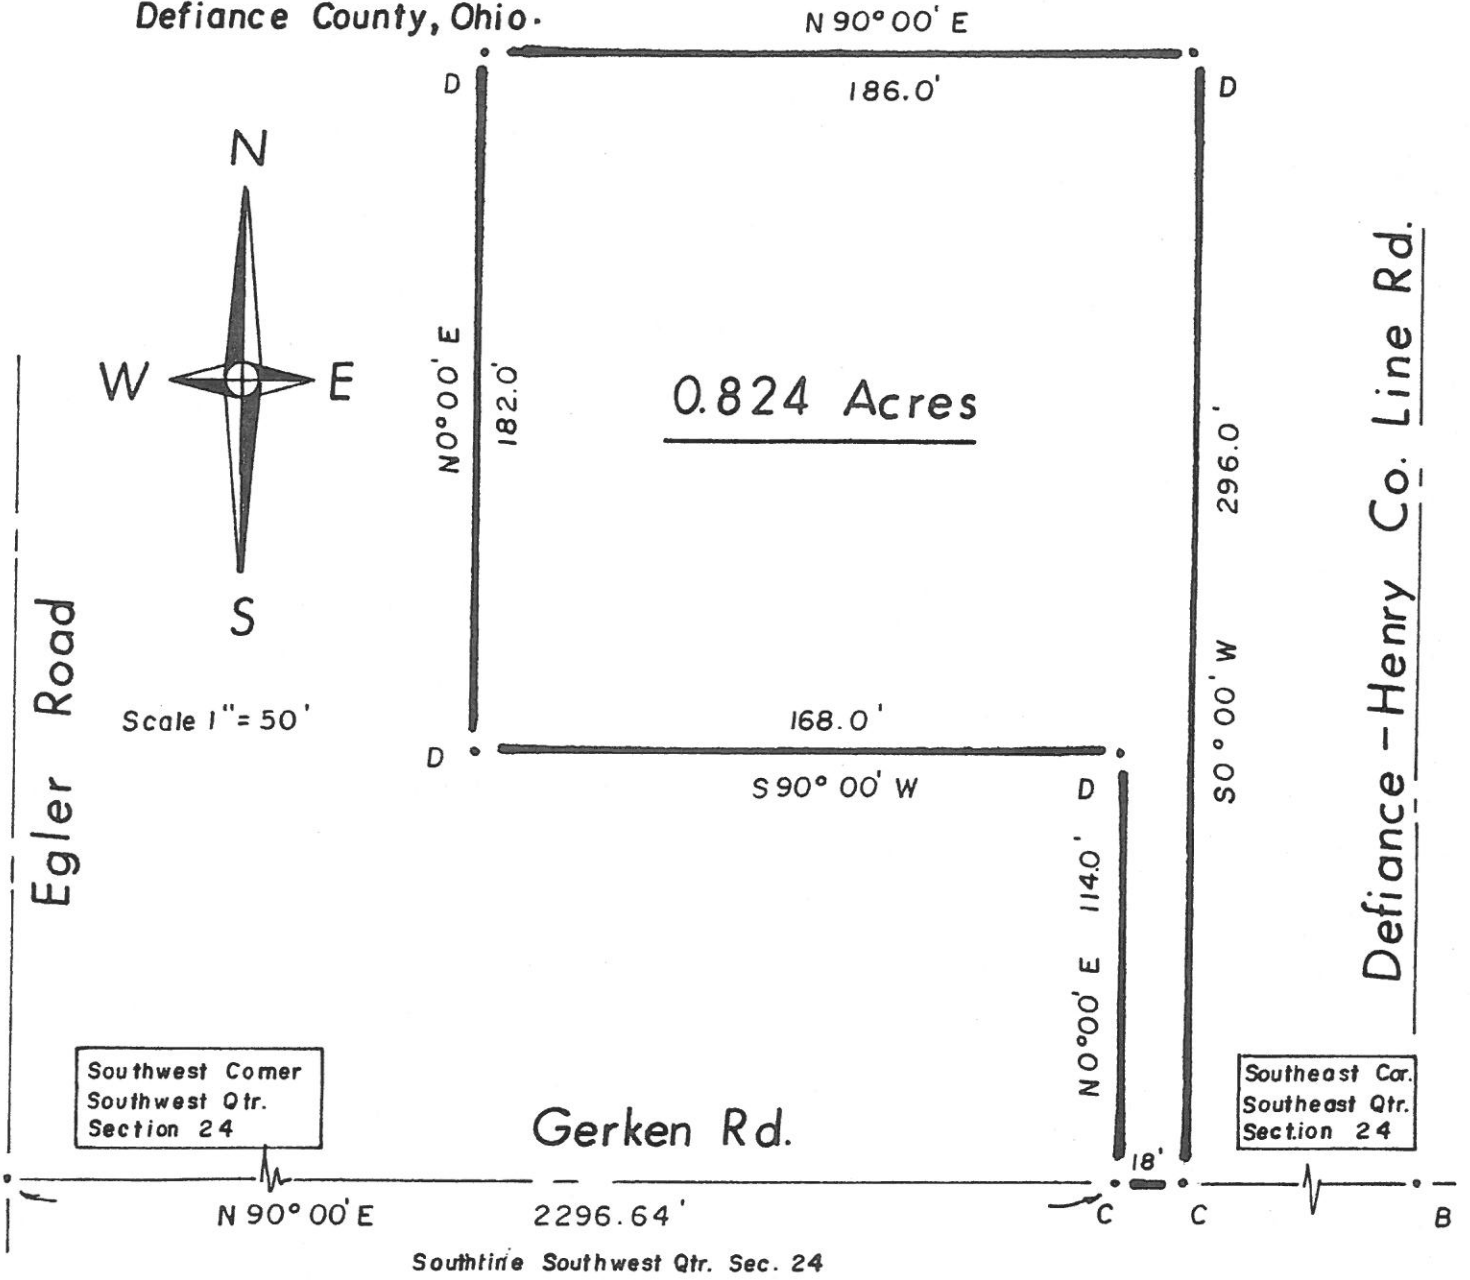 Defiance County, Ohio.
N 90° 00' E
186.0'
D
D
N
W
E
S
Scale 1"= 50'
N 0° 00' E
182.0'
0.824 Acres
296.0'
S 0° 00' W
Defiance - Henry Co. Line Rd.
Egler Road
168.0'
D
S 90° 00' W
D
N 0° 00' E 114.0'
Southwest Corner
Southwest Qtr.
Section 24
Gerken Rd.
Southeast Cor.
Southeast Qtr.
Section 24
18'
N 90° 00' E 2296.64'
C
C
B
Southline Southwest Qtr. Sec. 24